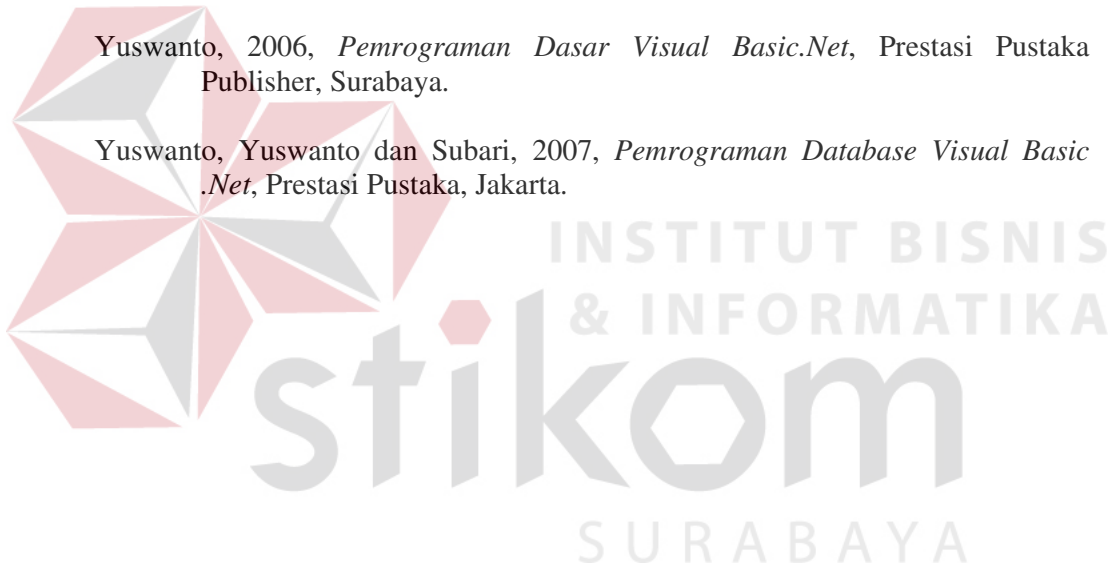 Yuswanto, 2006, Pemrograman Dasar Visual Basic.Net, Prestasi Pustaka
Publisher, Surabaya.
Yuswanto, Yuswanto dan Subari, 2007, Pemrograman Database Visual Basic
.Net, Prestasi Pustaka, Jakarta.
INSTITUT BISNIS
& INFORMATIKA
stikom
SURABAYA